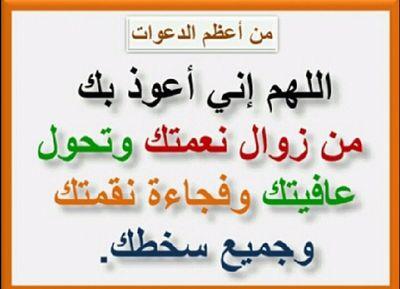 من أعظم الدعوات
اللهم إني أعوذ بك
من زوال نعمتك وتحول
عافيتك وفجاءة نقمتك
وجميع سخطك.